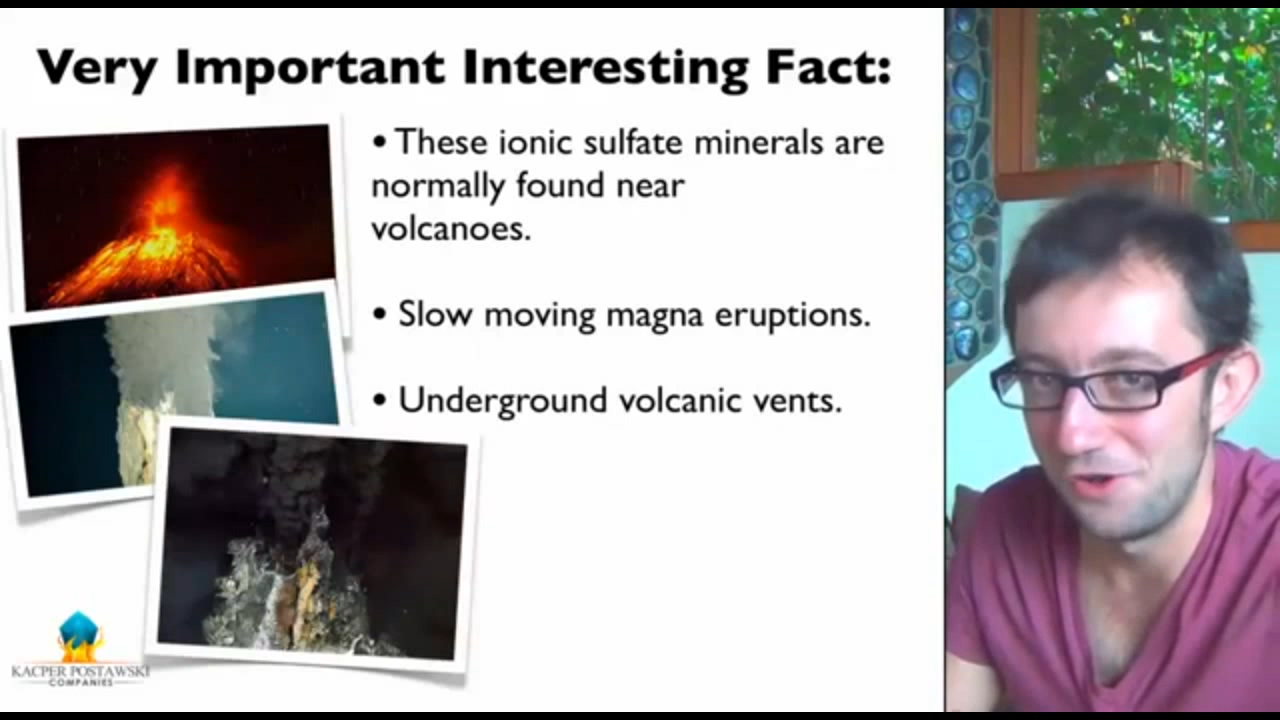 Very Important Interesting Fact:
• These ionic sulfate minerals are
normally found near
volcanoes.
• Slow moving magna eruptions.
• Underground volcanic vents.
KACPER POSTAWSKI
COMPANIES